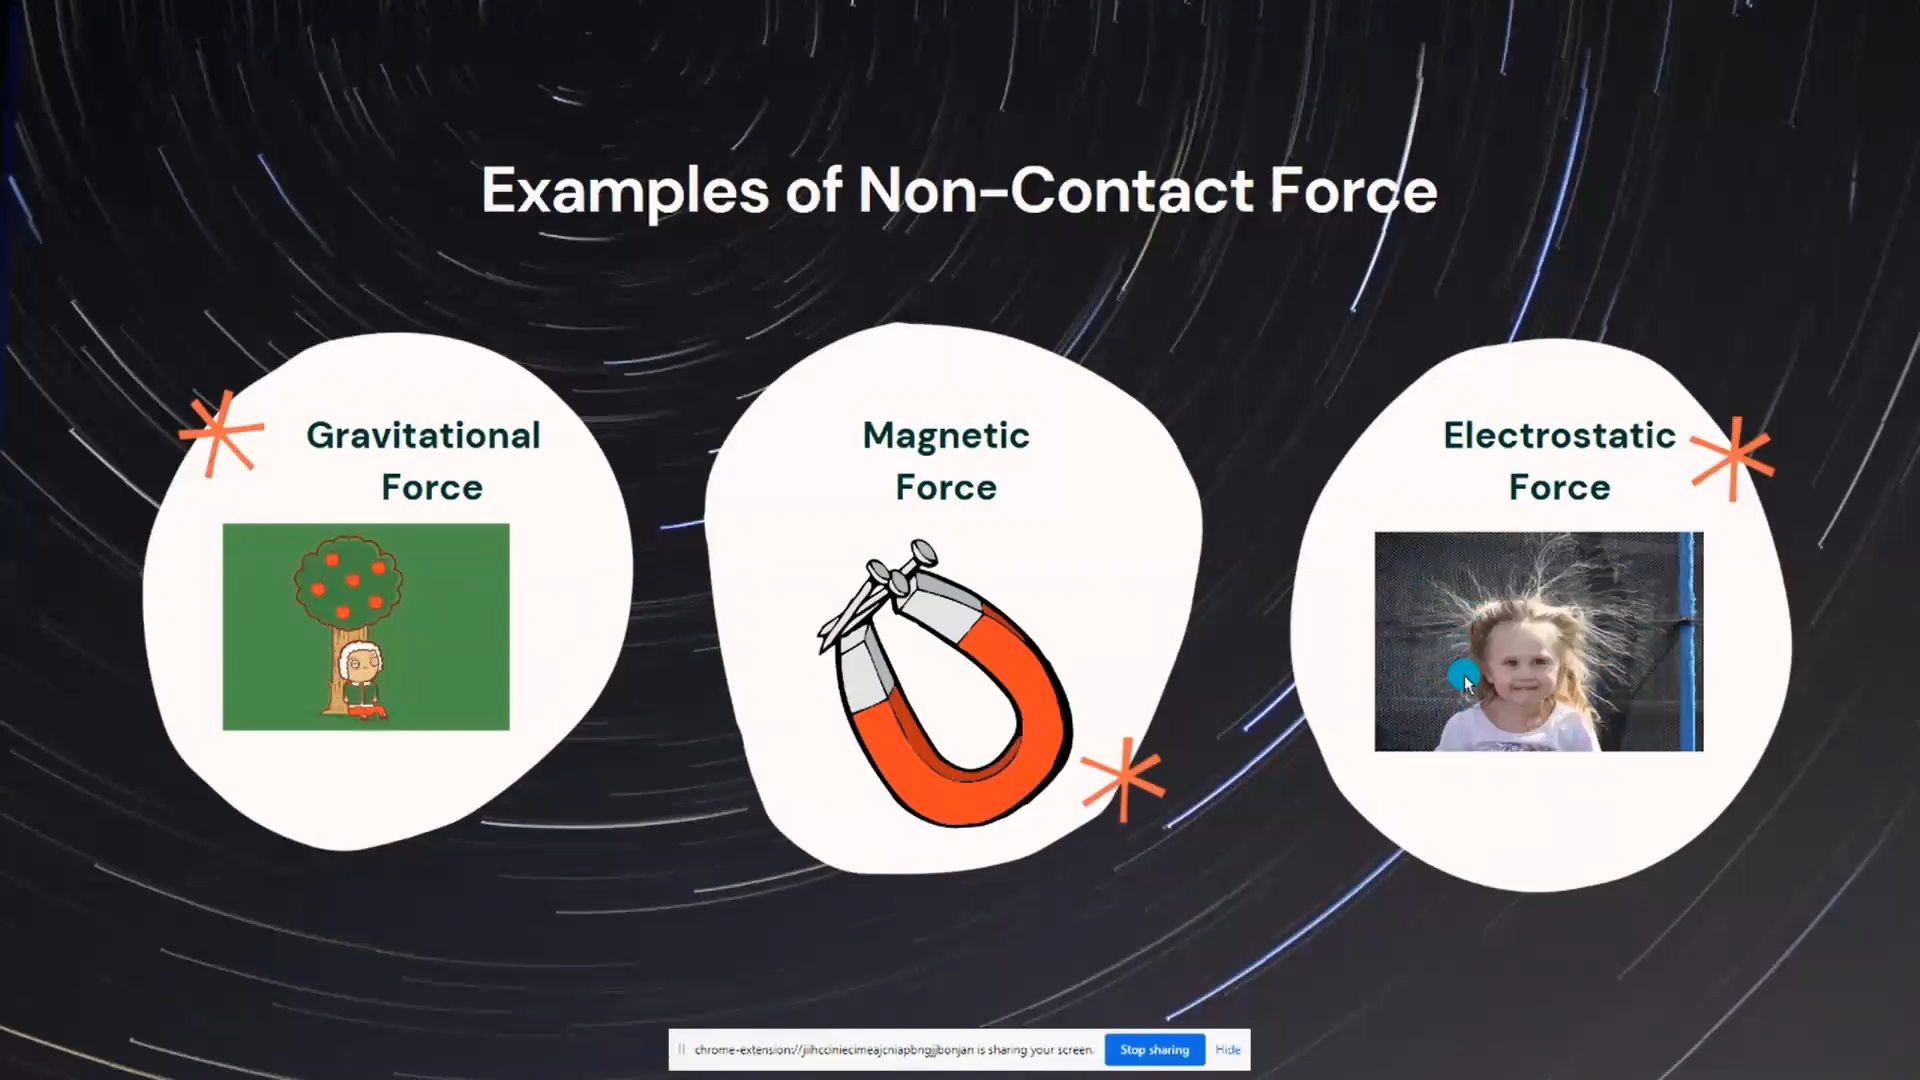 Examples of Non-Contact Force
Gravitational
Force
Magnetic
Force
Electrostatic
Force
is sharing your screen.
Stop sharing
Hide